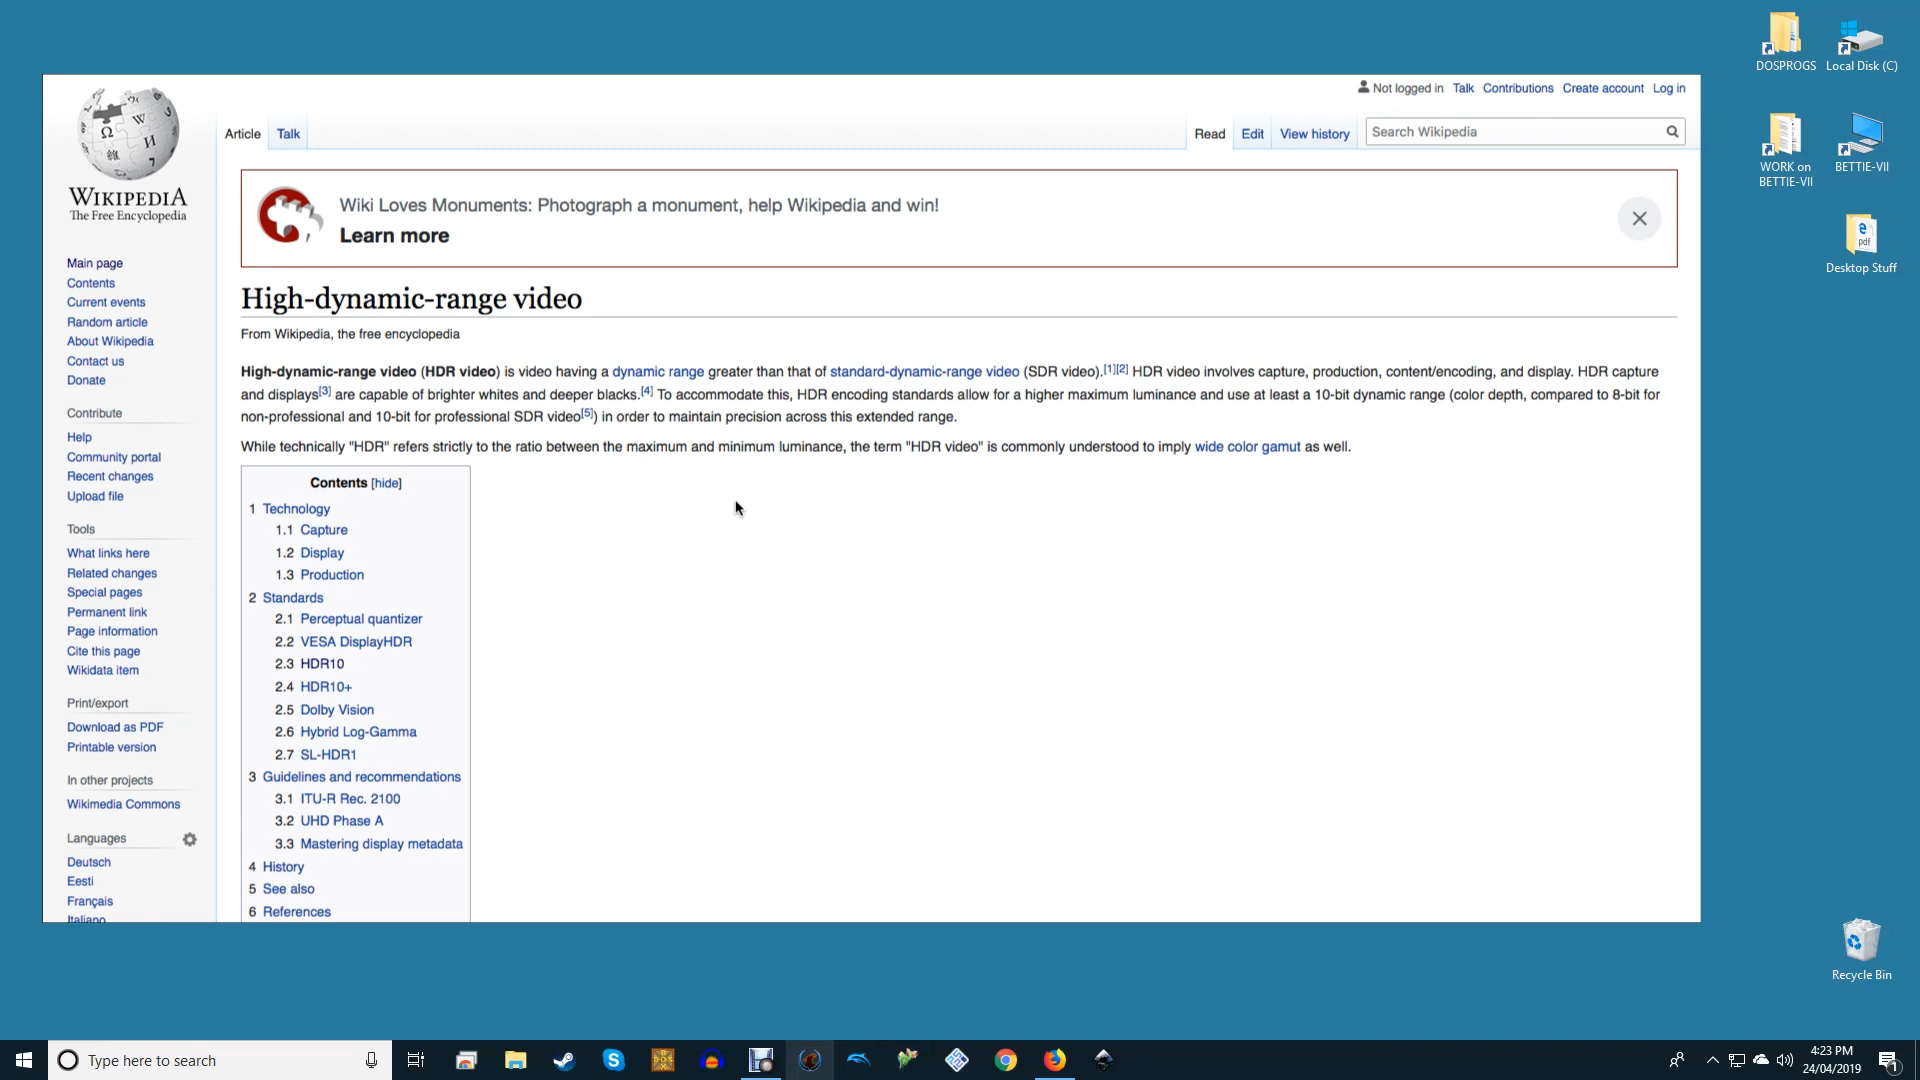 DOSPROGS
Local Disk (C)
WORK on
BETTIE-VII
BETTIE-VII
pdf
Desktop Stuff
Recycle Bin
Not logged in Talk Contributions Create account Log in
WIKIPEDIA
The Free Encyclopedia
Article Talk
Read Edit View history Search Wikipedia
Wiki Loves Monuments: Photograph a monument, help Wikipedia and win!
Learn more
Main page
Contents
Current events
Random article
About Wikipedia
Contact us
Donate
Contribute
Help
Community portal
Recent changes
Upload file
Tools
What links here
Related changes
Special pages
Permanent link
Page information
Cite this page
Wikidata item
Print/export
Download as PDF
Printable version
In other projects
Wikimedia Commons
Languages
Deutsch
Eesti
Français
Italiano
High-dynamic-range video
From Wikipedia, the free encyclopedia
High-dynamic-range video (HDR video) is video having a dynamic range greater than that of standard-dynamic-range video (SDR video).[1][2] HDR video involves capture, production, content/encoding, and display. HDR capture
and displays[3] are capable of brighter whites and deeper blacks.[4] To accommodate this, HDR encoding standards allow for a higher maximum luminance and use at least a 10-bit dynamic range (color depth, compared to 8-bit for
non-professional and 10-bit for professional SDR video[5]) in order to maintain precision across this extended range.
While technically "HDR" refers strictly to the ratio between the maximum and minimum luminance, the term "HDR video" is commonly understood to imply wide color gamut as well.
Contents [hide]
1 Technology
1.1 Capture
1.2 Display
1.3 Production
2 Standards
2.1 Perceptual quantizer
2.2 VESA DisplayHDR
2.3 HDR10
2.4 HDR10+
2.5 Dolby Vision
2.6 Hybrid Log-Gamma
2.7 SL-HDR1
3 Guidelines and recommendations
3.1 ITU-R Rec. 2100
3.2 UHD Phase A
3.3 Mastering display metadata
4 History
5 See also
6 References
Type here to search
4:23 PM
24/04/2019
1